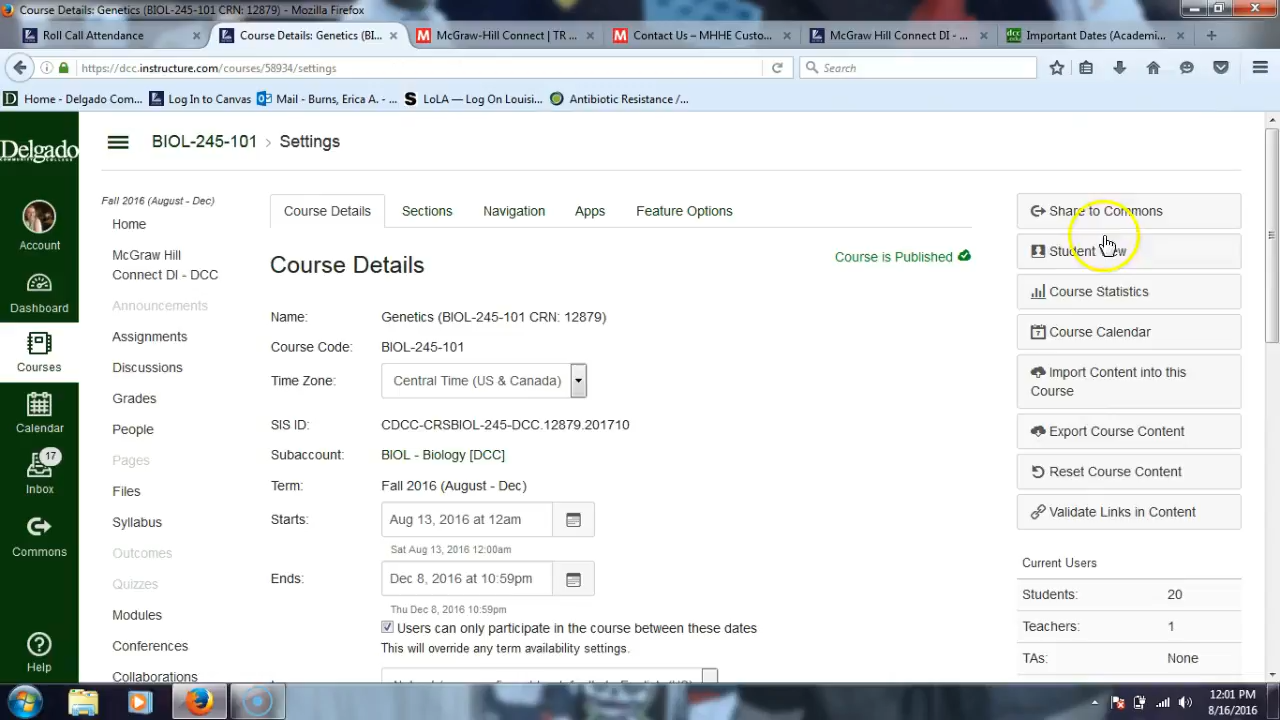 Course Details: Genetics (BIOL-245-101 CRN: 12879) - Mozilla Firefox
Roll Call Attendance
Course Details: Genetics (BI...
McGraw-Hill Connect | TR ...
Contact Us – MHHE Custo...
McGraw Hill Connect DI - ...
Important Dates (Academi...
https://dcc.instructure.com/courses/58934/settings
Search
Home - Delgado Com...
Log In to Canvas
Mail - Burns, Erica A. - ...
LoLA — Log On Louisi...
Antibiotic Resistance /...
Delgado
COMMUNITY COLLEGE
Account
Dashboard
Courses
Calendar
17
Inbox
Commons
Help
BIOL-245-101 > Settings
Fall 2016 (August - Dec)
Home
McGraw Hill
Connect DI - DCC
Announcements
Assignments
Discussions
Grades
People
Pages
Files
Syllabus
Outcomes
Quizzes
Modules
Conferences
Collaborations
Course Details
Sections
Navigation
Apps
Feature Options
Course Details
Course is Published
Name: Genetics (BIOL-245-101 CRN: 12879)
Course Code: BIOL-245-101
Time Zone: Central Time (US & Canada)
SIS ID: CDCC-CRSBIOL-245-DCC.12879.201710
Subaccount: BIOL - Biology [DCC]
Term: Fall 2016 (August - Dec)
Starts: Aug 13, 2016 at 12am
Sat Aug 13, 2016 12:00am
Ends: Dec 8, 2016 at 10:59pm
Thu Dec 8, 2016 10:59pm
Users can only participate in the course between these dates
This will override any term availability settings.
Share to Commons
Student View
Course Statistics
7
Course Calendar
Import Content into this
Course
Export Course Content
Reset Course Content
Validate Links in Content
Current Users
Students: 20
Teachers: 1
TAs: None
12:01 PM
8/16/2016